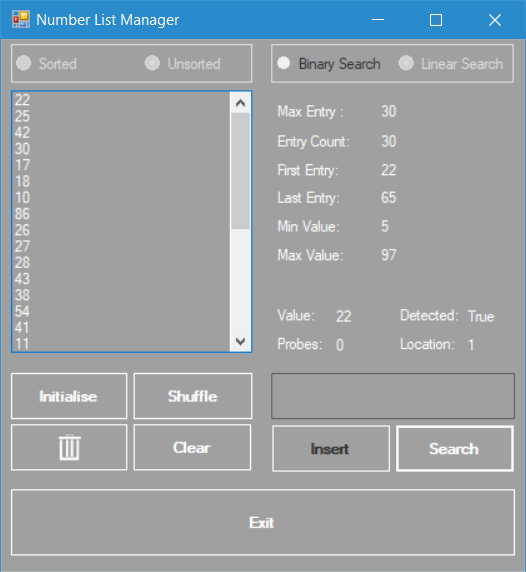 Number List Manager
Sorted Unsorted
Binary Search Linear Search
22
25
42
30
17
18
10
86
26
27
28
43
38
54
41
11
Max Entry : 30
Entry Count: 30
First Entry: 22
Last Entry: 65
Min Value: 5
Max Value: 97
Value: 22 Detected: True
Probes: 0 Location: 1
Initialise Shuffle
Clear
Insert Search
Exit